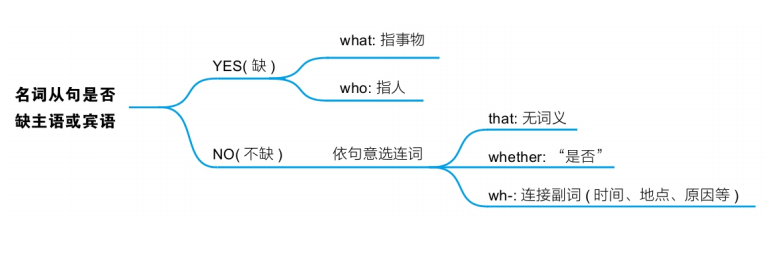 名词从句是否
缺主语或宾语
YES( 缺 )
what: 指事物
who: 指人
NO( 不缺 )
依句意选连词
that: 无词义
whether: “是否”
wh-: 连接副词 ( 时间、地点、原因等 )